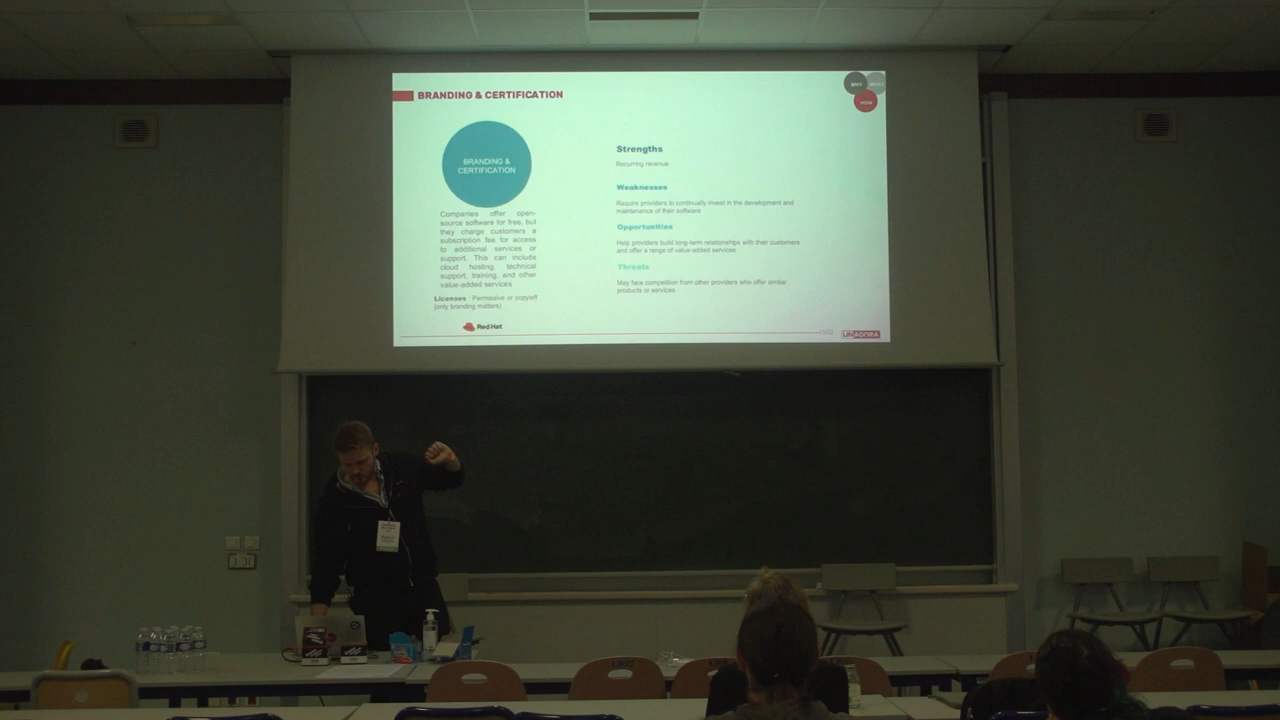 BRANDING & CERTIFICATION
WHY
WHAT
HOW
BRANDING &
CERTIFICATION
Companies offer open-
source software for free, but
they charge customers a
subscription fee for access
to additional services or
support. This can include
cloud hosting, technical
support, training, and other
value-added services
Licenses : Permissive or copyleft
(only branding matters)
Red Hat
Strengths
Recurring revenue
Weaknesses
Require providers to continually invest in the development and
maintenance of their software
Opportunities
Help providers build long-term relationships with their customers
and offer a range of value-added services
Threats
May face competition from other providers who offer similar
products or services.
LINAGORA